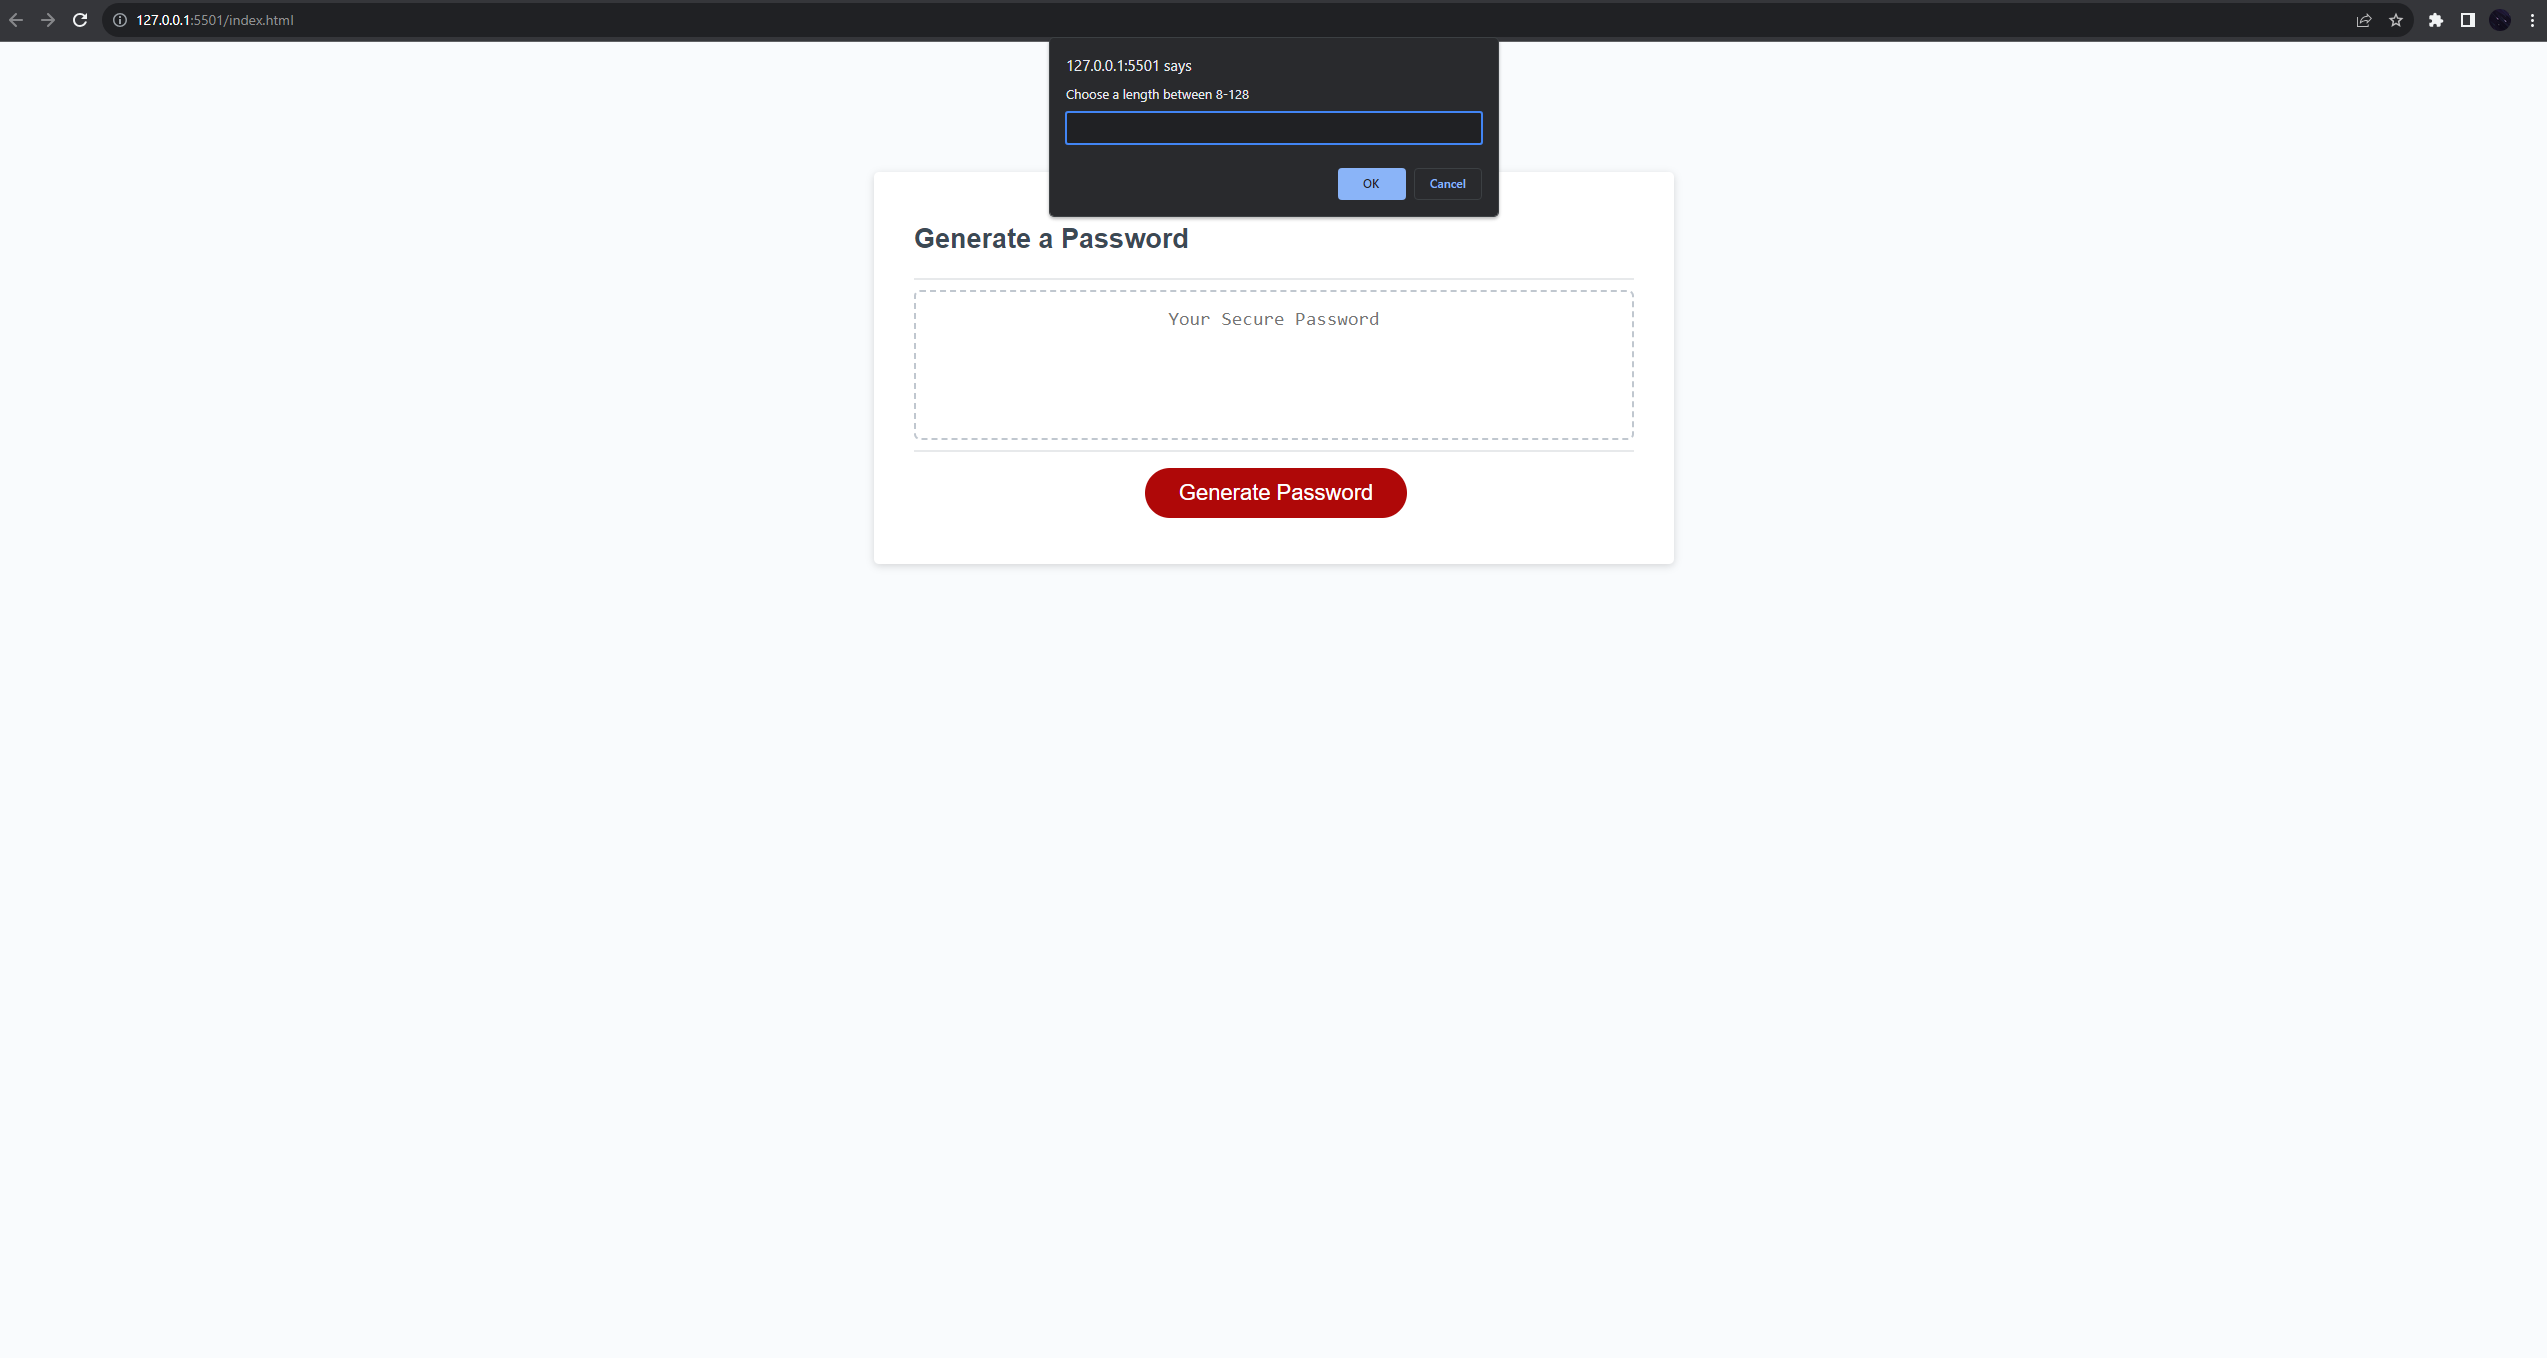 127.0.0.1:5501/index.html
127.0.0.1:5501 says
Choose a length between 8-128
OK
Cancel
Generate a Password
Your Secure Password
Generate Password